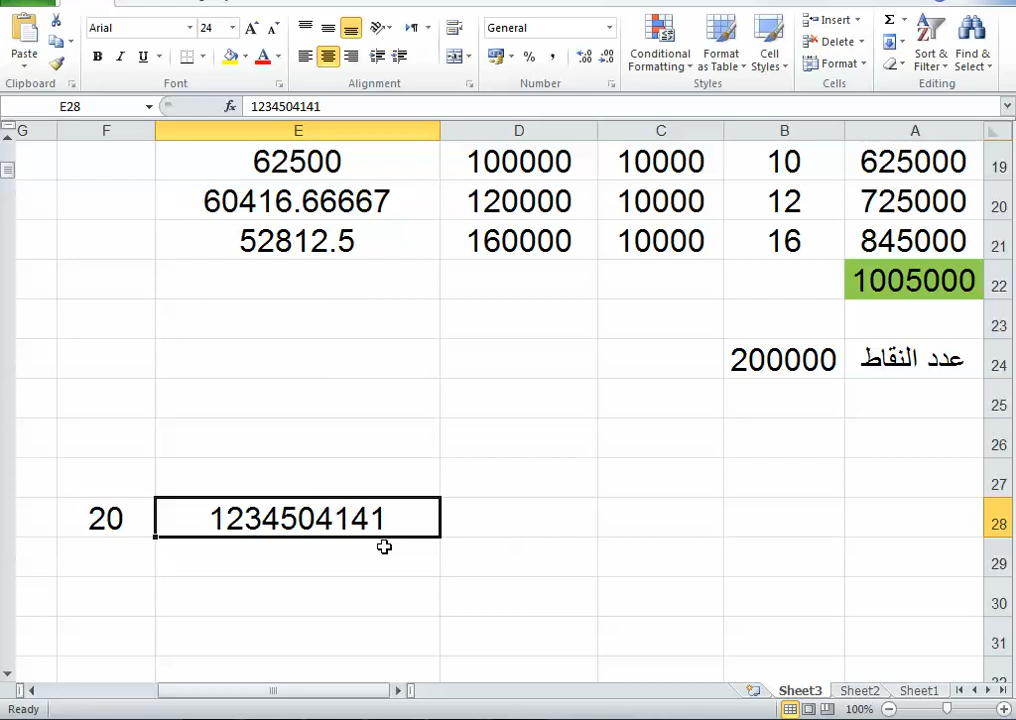 Arial 24 General
Paste
B I U
Conditional Formatting Format as Table Cell Styles
Insert
Delete
Format
Sort & Filter Find & Select
Clipboard Font Alignment Number Styles Cells Editing
E28 fx 1234504141
G F E D C B A
62500 100000 10000 10 625000 19
60416.66667 120000 10000 12 725000 20
52812.5 160000 10000 16 845000 21
1005000 22
23
200000 عدد النقاط 24
25
26
27
20 1234504141 28
29
30
31
Sheet3 Sheet2 Sheet1
Ready 100%